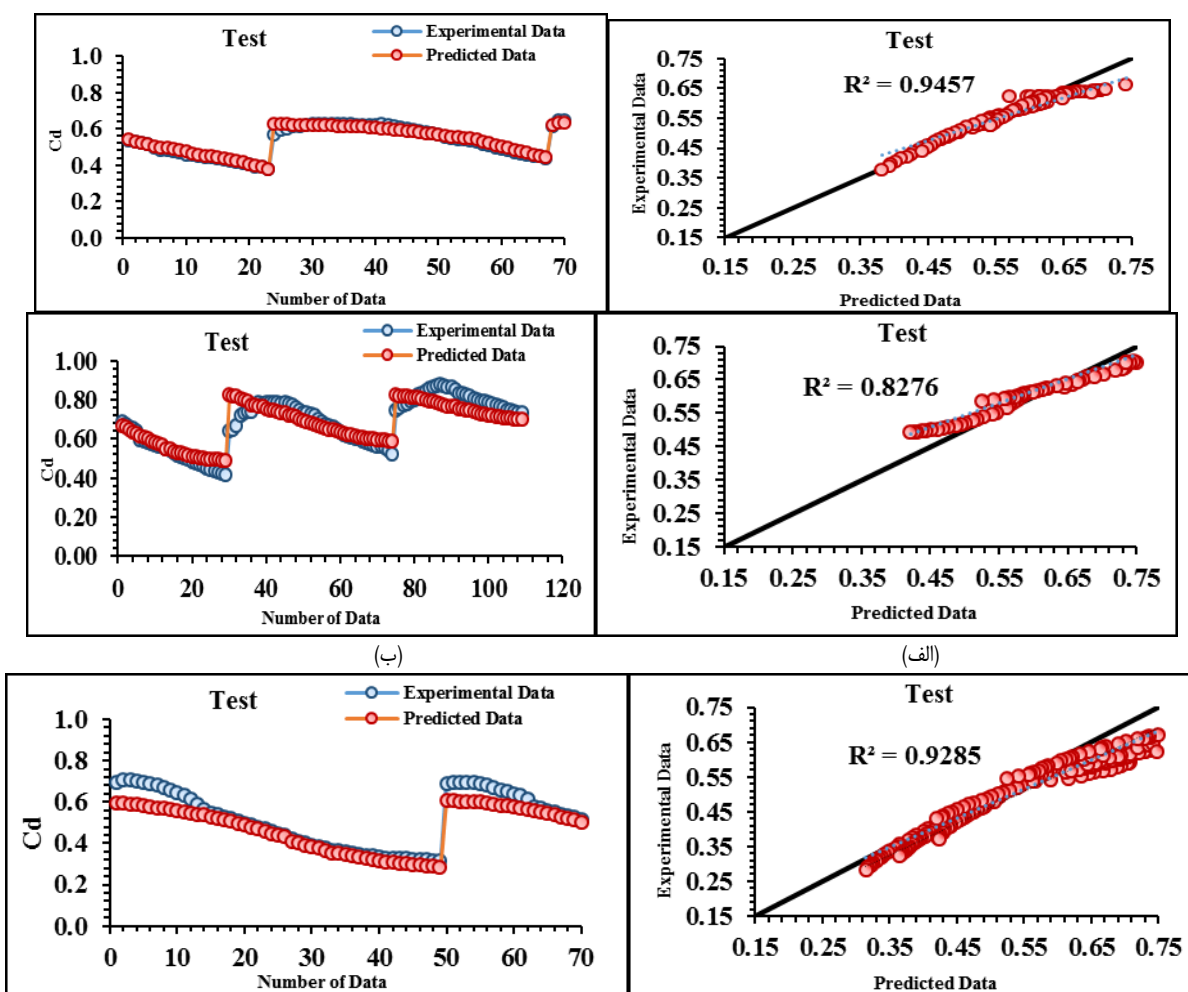 Test
Experimental Data
Predicted Data
1.0
0.8
0.6
0.4
0.2
0.0
Cd
0 10 20 30 40 50 60 70
Number of Data
Test
R² = 0.9457
0.75
0.65
0.55
0.45
0.35
0.25
0.15
Experimental Data
0.15 0.25 0.35 0.45 0.55 0.65 0.75
Predicted Data
Test
Experimental Data
Predicted Data
1.00
0.80
0.60
0.40
0.20
0.00
Cd
0 20 40 60 80 100 120
Number of Data
Test
R² = 0.8276
0.75
0.65
0.55
0.45
0.35
0.25
0.15
Experimental Data
0.15 0.25 0.35 0.45 0.55 0.65 0.75
Predicted Data
(الف)
(ب)
Test
Experimental Data
Predicted Data
1.0
0.8
0.6
0.4
0.2
0.0
Cd
0 10 20 30 40 50 60 70
Number of Data
Test
R² = 0.9285
0.75
0.65
0.55
0.45
0.35
0.25
0.15
Experimental Data
0.15 0.25 0.35 0.45 0.55 0.65 0.75
Predicted Data